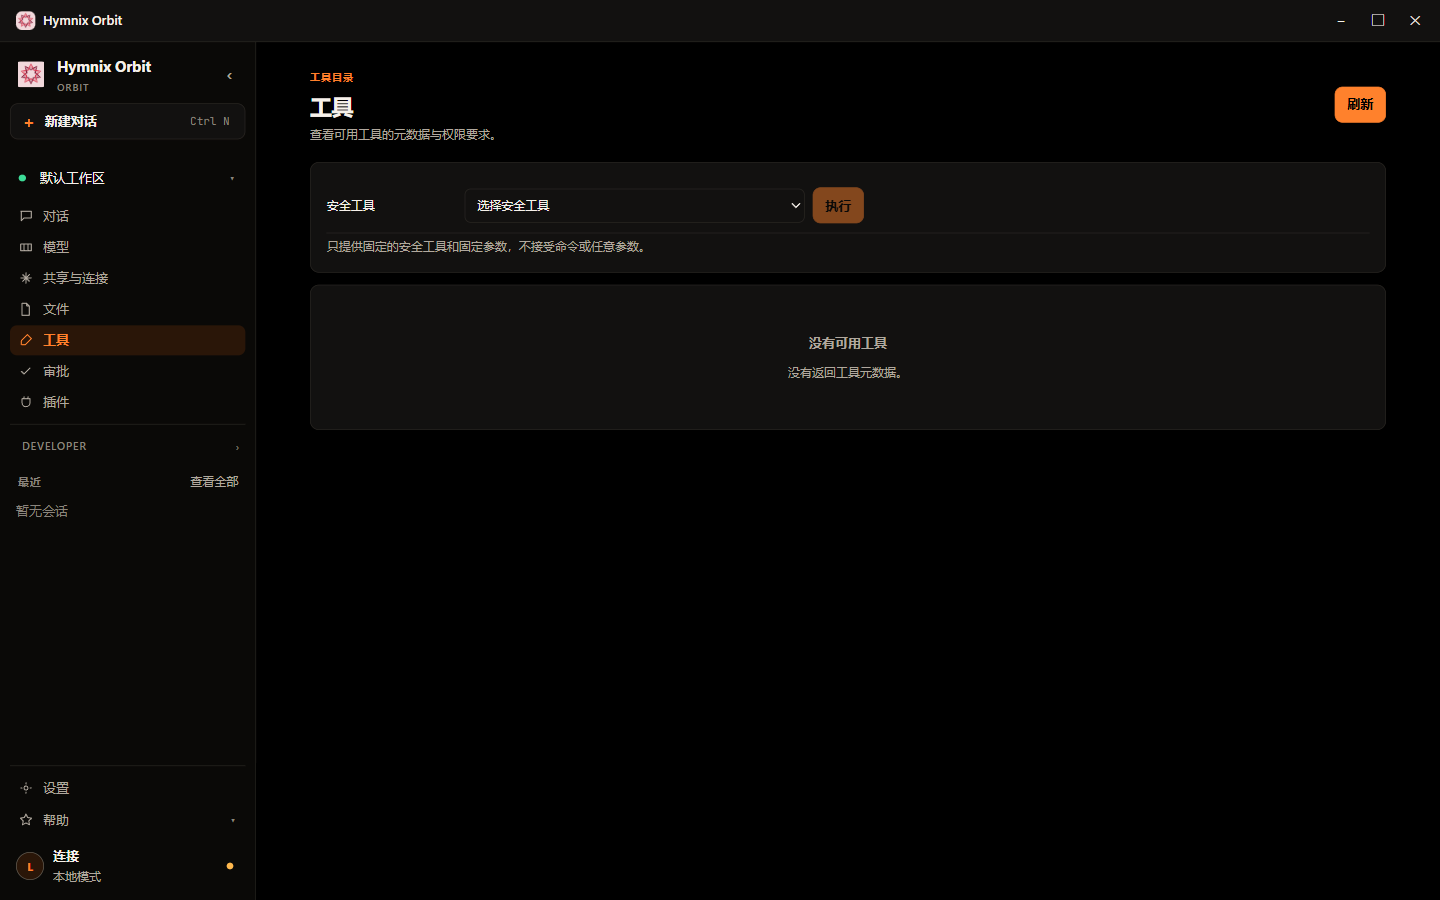 Hymnix Orbit
Hymnix Orbit
ORBIT
新建对话 Ctrl N
默认工作区
对话
模型
共享与连接
文件
工具
审批
插件
DEVELOPER
最近 查看全部
暂无会话
设置
帮助
L
连接
本地模式
工具目录
工具
查看可用工具的元数据与权限要求。
刷新
安全工具 选择安全工具 执行
只提供固定的安全工具和固定参数，不接受命令或任意参数。
没有可用工具
没有返回工具元数据。